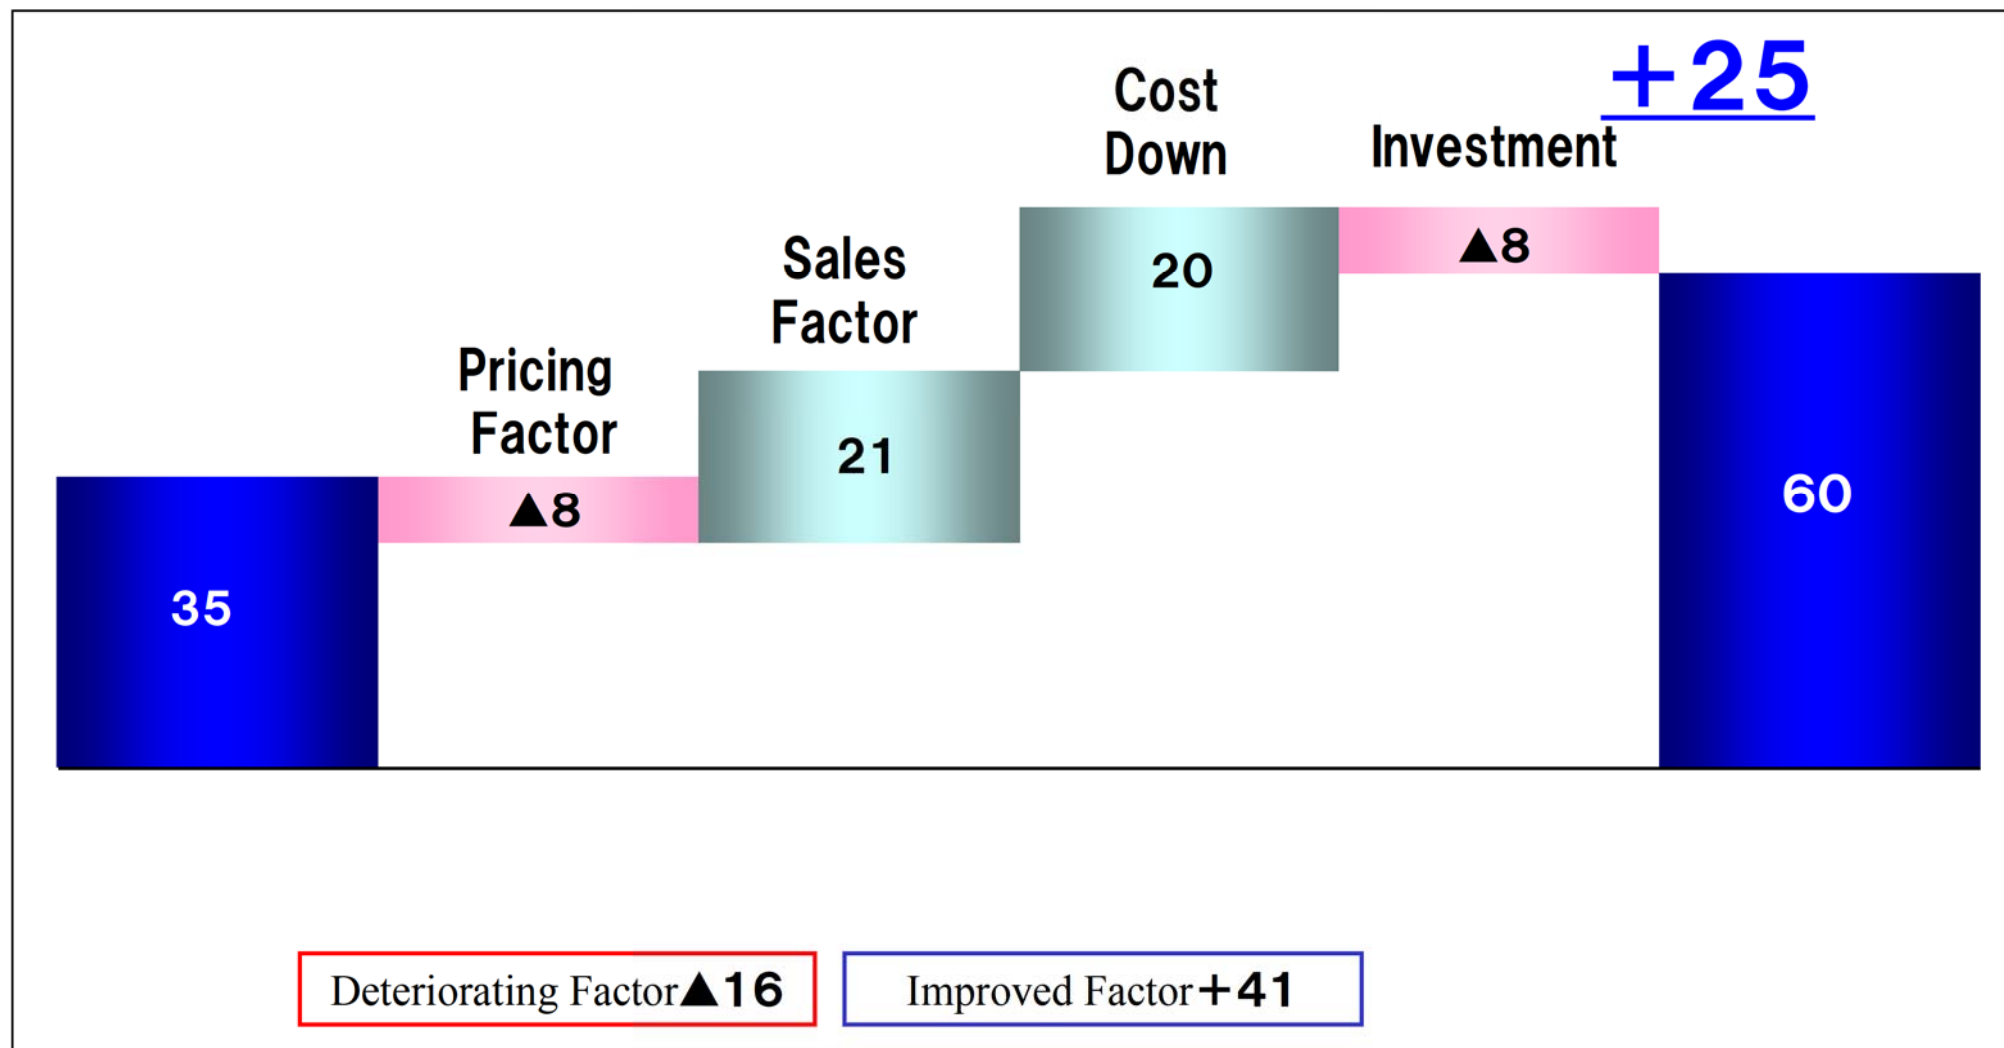 +25
Cost
Down
Investment
Sales
Factor
Pricing
Factor
35
▲8
21
20
▲8
60
Deteriorating Factor▲16
Improved Factor+41